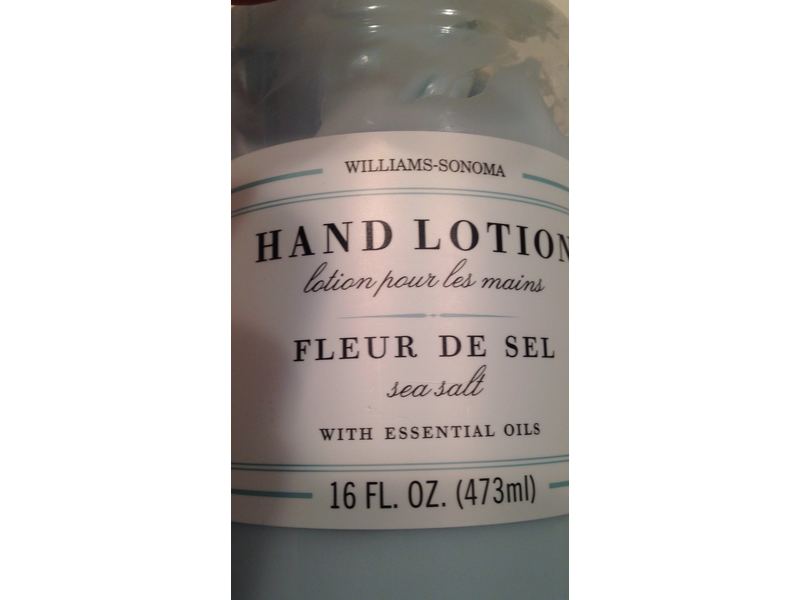 WILLIAMS-SONOMA
HAND LOTION
lotion pour les mains
FLEUR DE SEL
sea salt
WITH ESSENTIAL OILS
16 FL. OZ. (473ml)